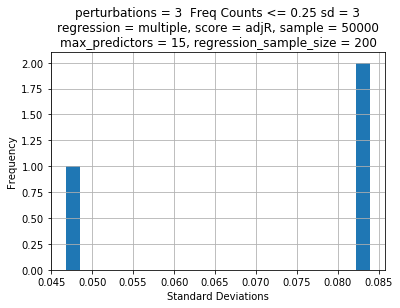 perturbations = 3  Freq Counts <= 0.25 sd = 3
regression = multiple, score = adjR, sample = 50000
max_predictors = 15, regression_sample_size = 200
2.00
1.75
1.50
1.25
1.00
0.75
0.50
0.25
0.00
Frequency
0.045 0.050 0.055 0.060 0.065 0.070 0.075 0.080 0.085
Standard Deviations